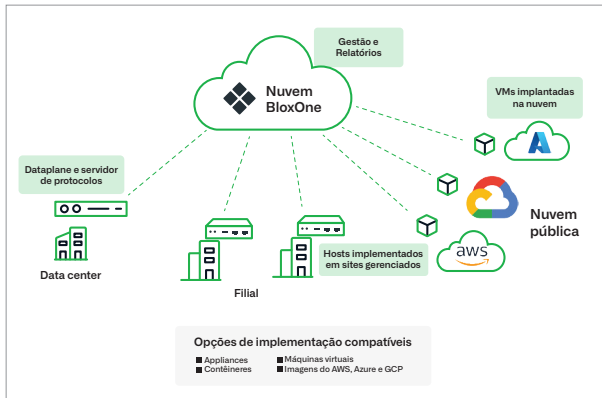 Gestão e
Relatórios
Nuvem
BloxOne
VMs implantadas
na nuvem
Dataplane e servidor
de protocolos
Nuvem
pública
aws
Hosts implementados
em sites gerenciados
Data center
Filial
Opções de implementação compatíveis
Appliances
Máquinas virtuais
Contêineres
Imagens do AWS, Azure e GCP